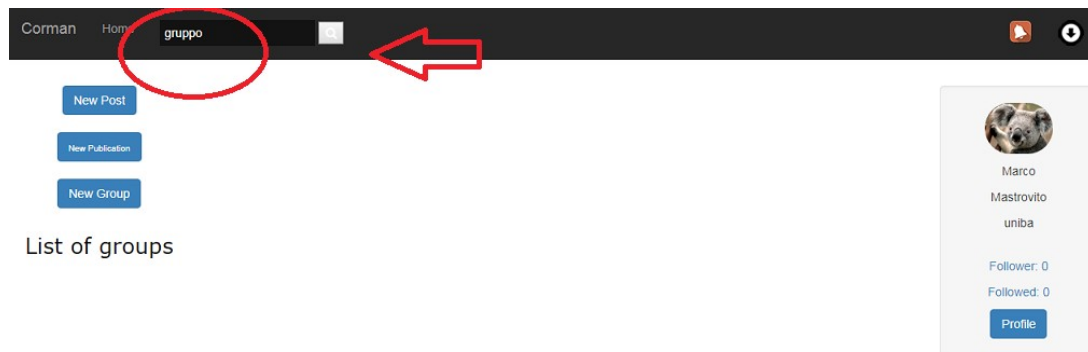 Corman Home gruppo
New Post
New Publication
New Group
List of groups
Marco
Mastrovito
uniba
Follower: 0
Followed: 0
Profile